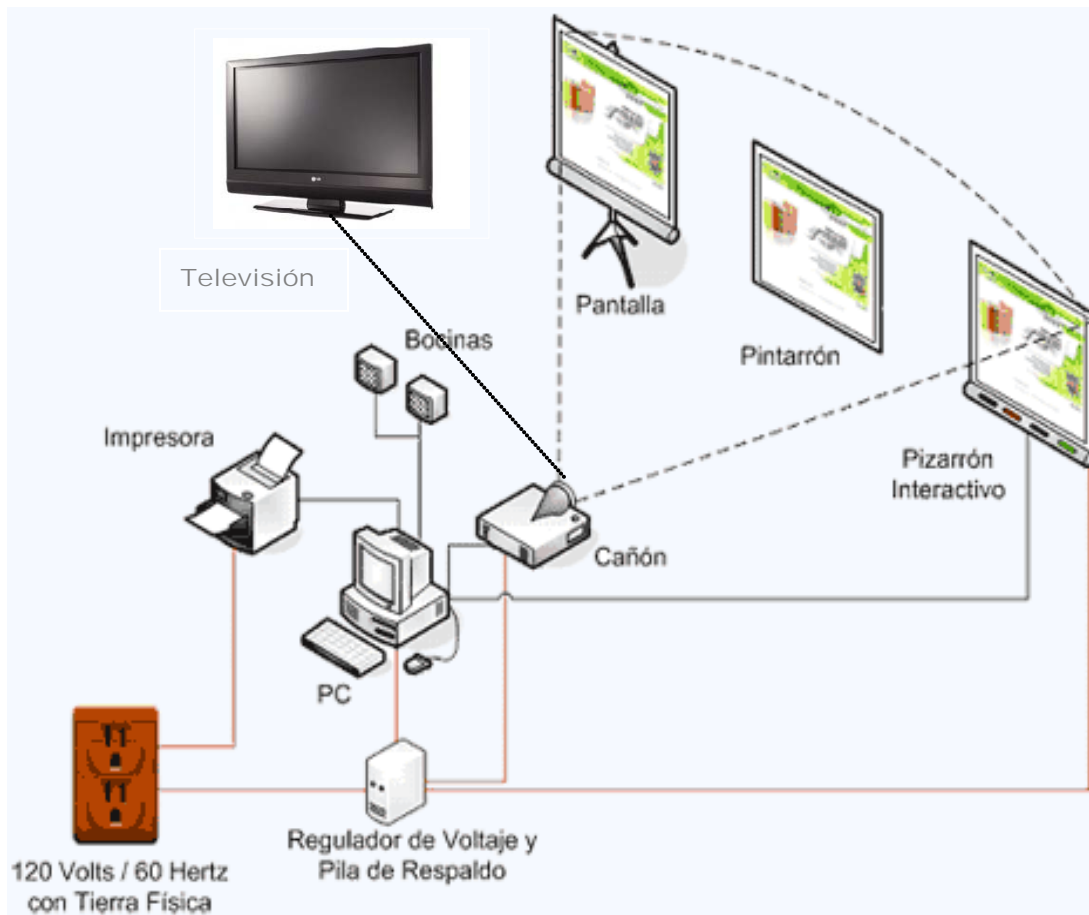 Televisión
Pantalla
Pintarrón
Bocinas
Impresora
Pizarrón
Interactivo
Cañón
PC
Regulador de Voltaje y
Pila de Respaldo
120 Volts / 60 Hertz
con Tierra Física